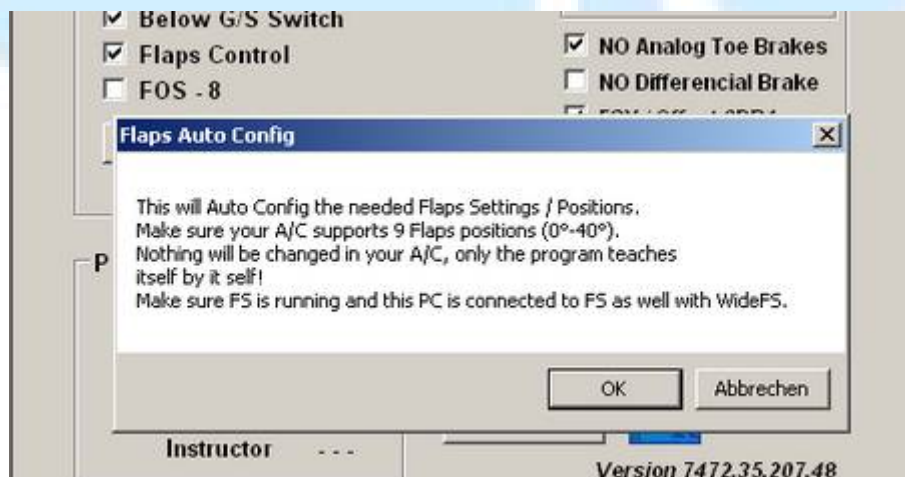 Below G/S Switch
Flaps Control
FOS - 8
NO Analog Toe Brakes
NO Differencial Brake
Flaps Auto Config
This will Auto Config the needed Flaps Settings / Positions.
Make sure your A/C supports 9 Flaps positions (0°-40°).
Nothing will be changed in your A/C, only the program teaches
itself by it self!
Make sure FS is running and this PC is connected to FS as well with WideFS.
P
OK
Abbrechen
Instructor - - -
Version 7472.35.207.48